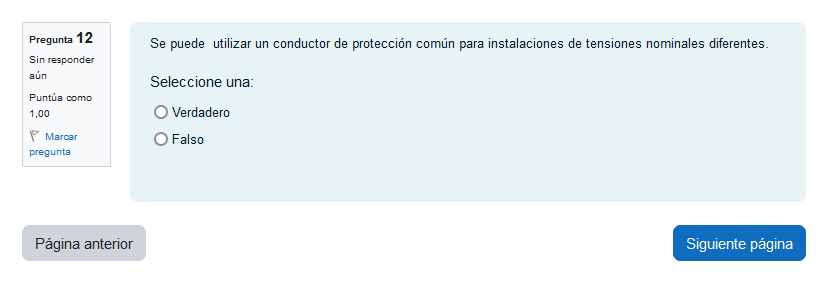 Pregunta 12
Sin responder
aún
Puntúa como
1,00
Marcar
pregunta
Se puede  utilizar un conductor de protección común para instalaciones de tensiones nominales diferentes.
Seleccione una:
Verdadero
Falso
Página anterior
Siguiente página